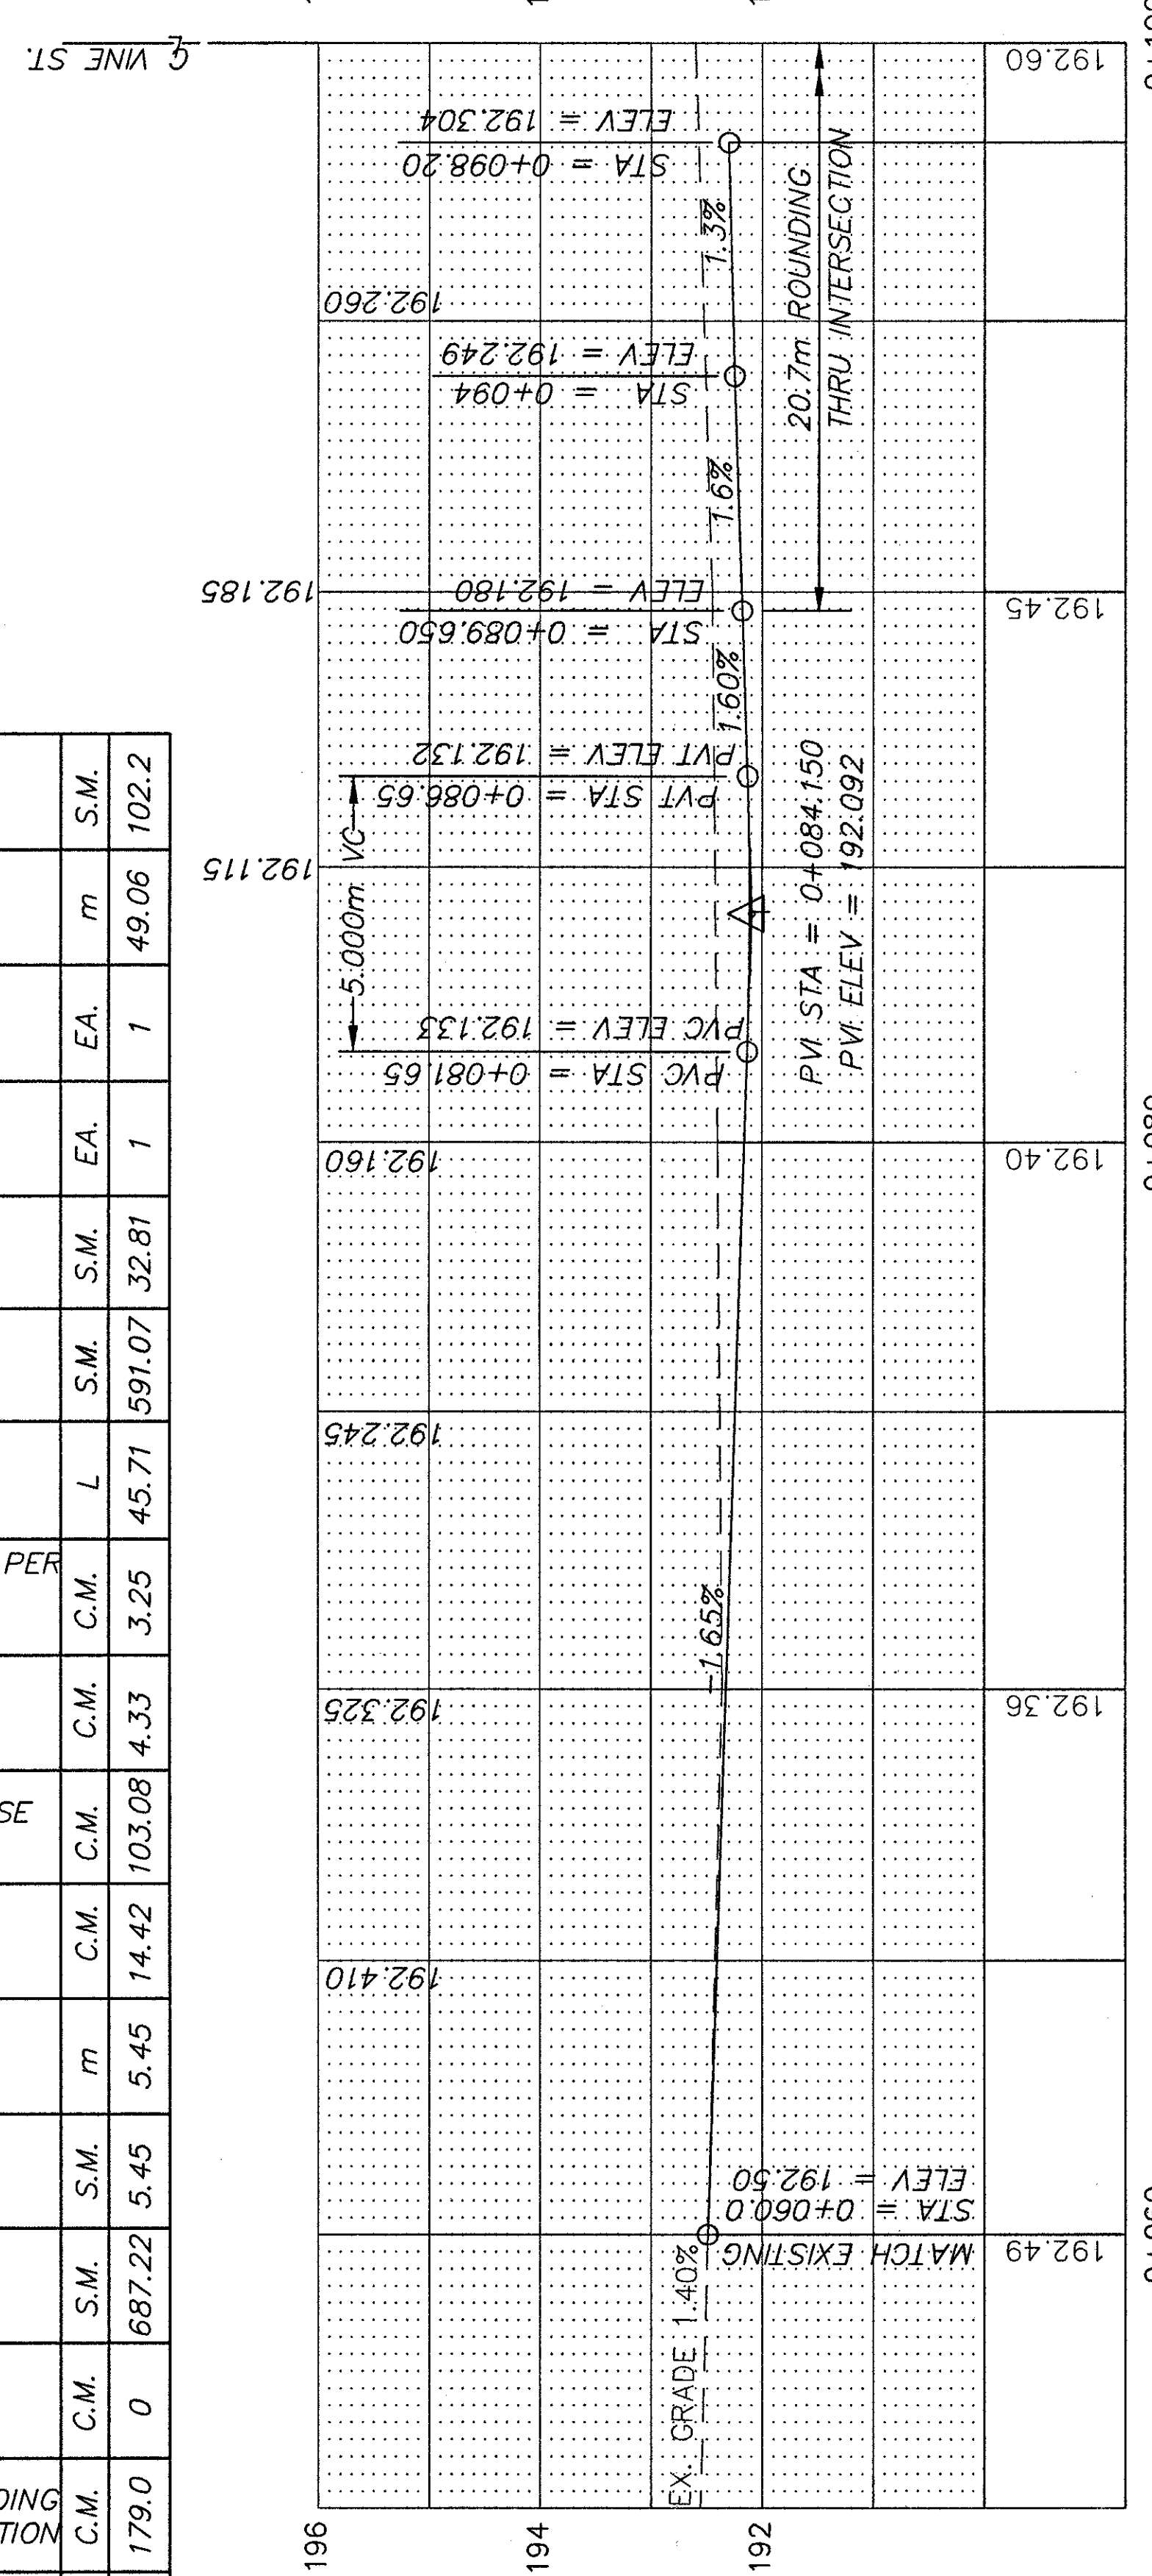 ℄ VINE ST.
192.60
ELEV = 192.304
STA = 0+098.20
1.3%
192.260
ELEV = 192.249
STA = 0+094
20.7m ROUNDING
THRU INTERSECTION
1.6%
192.185
ELEV = 192.180
STA = 0+089.650
192.45
1.60%
PVT ELEV = 192.132
PVT STA = 0+086.65
192.115
5.000m VC
PVI STA = 0+084.150
PVI ELEV = 192.092
PVC ELEV = 192.133
PVC STA = 0+081.65
192.160
192.40
0+080
192.245
-1.65%
192.325
192.36
192.410
ELEV = 192.50
STA = 0+060.0
MATCH EXISTING
192.49
0+060
EX. GRADE 1.40%
196
194
192
S.M. 102.2
m 49.06
EA. 1
EA. 1
S.M. 32.81
S.M. 591.07
L 45.71
PER
C.M. 3.25
C.M. 4.33
C.M. 103.08
C.M. 14.42
m 5.45
S.M. 5.45
S.M. 687.22
C.M. 0
C.M. 179.0